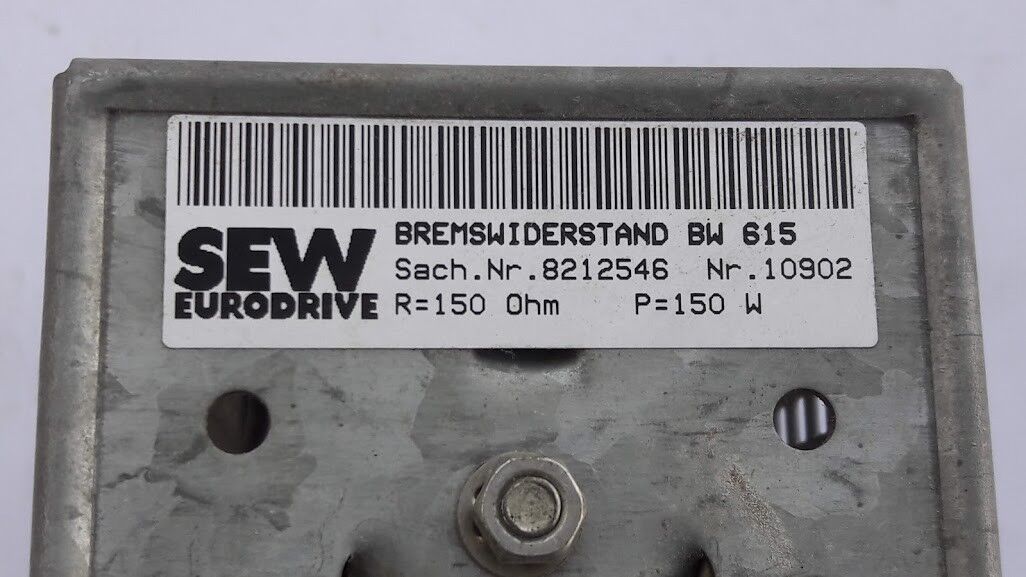 SEW
EURODRIVE
BREMSWIDERSTAND BW 615
Sach.Nr.8212546 Nr.10902
R=150 Ohm P=150 W